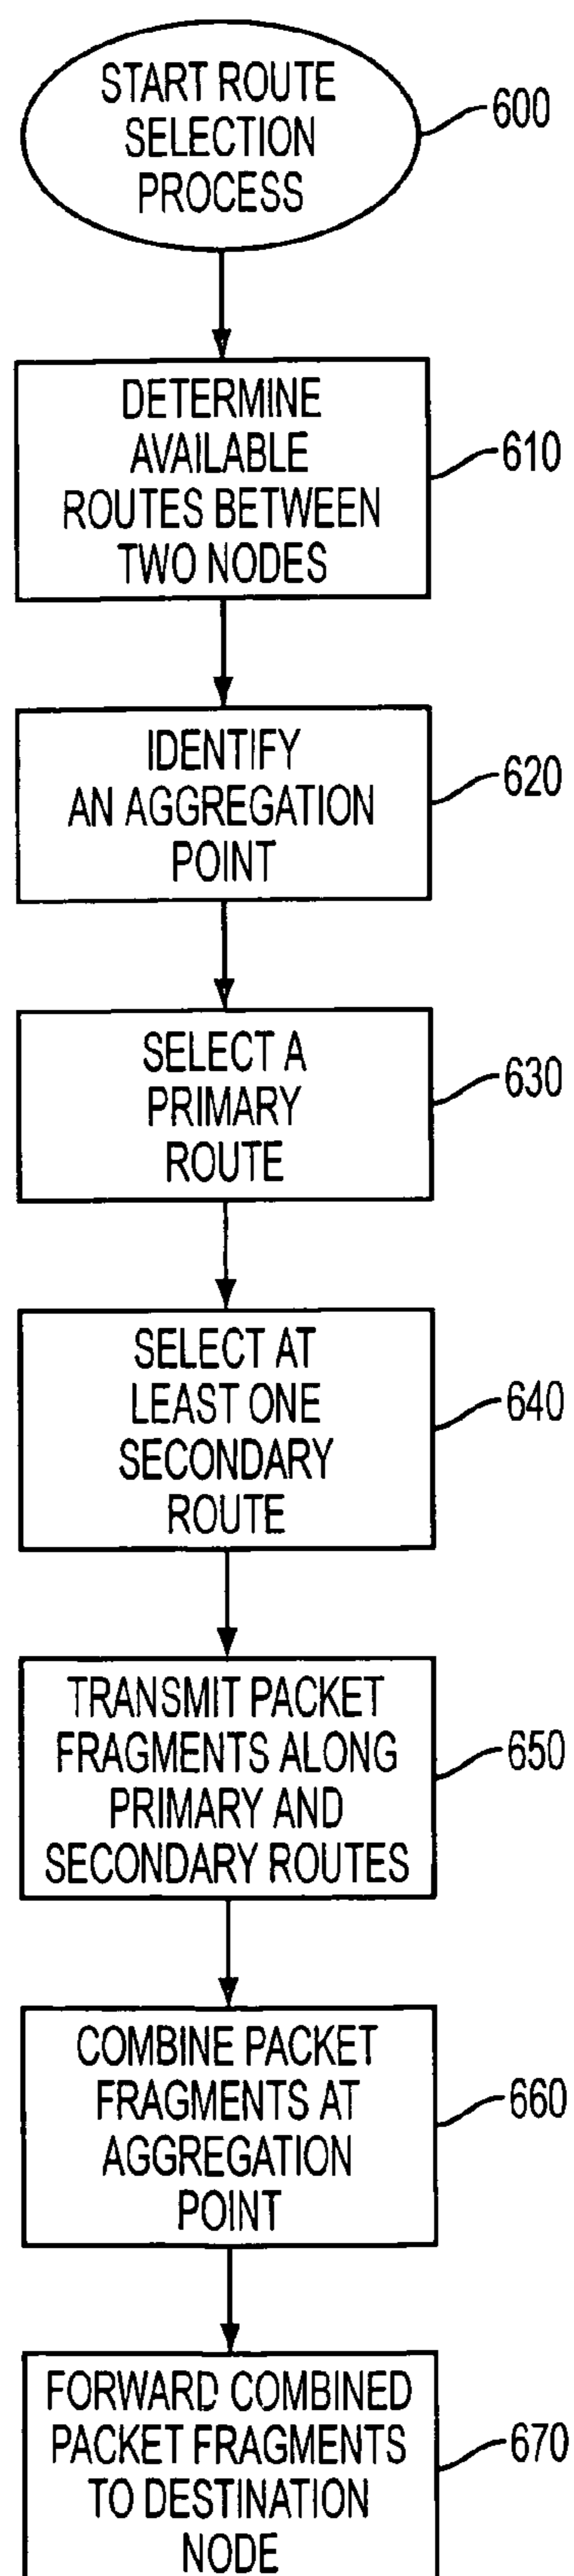 START ROUTE
SELECTION
PROCESS
600
DETERMINE
AVAILABLE
ROUTES BETWEEN
TWO NODES
610
IDENTIFY
AN AGGREGATION
POINT
620
SELECT A
PRIMARY
ROUTE
630
SELECT AT
LEAST ONE
SECONDARY
ROUTE
640
TRANSMIT PACKET
FRAGMENTS ALONG
PRIMARY AND
SECONDARY ROUTES
650
COMBINE PACKET
FRAGMENTS AT
AGGREGATION
POINT
660
FORWARD COMBINED
PACKET FRAGMENTS
TO DESTINATION
NODE
670